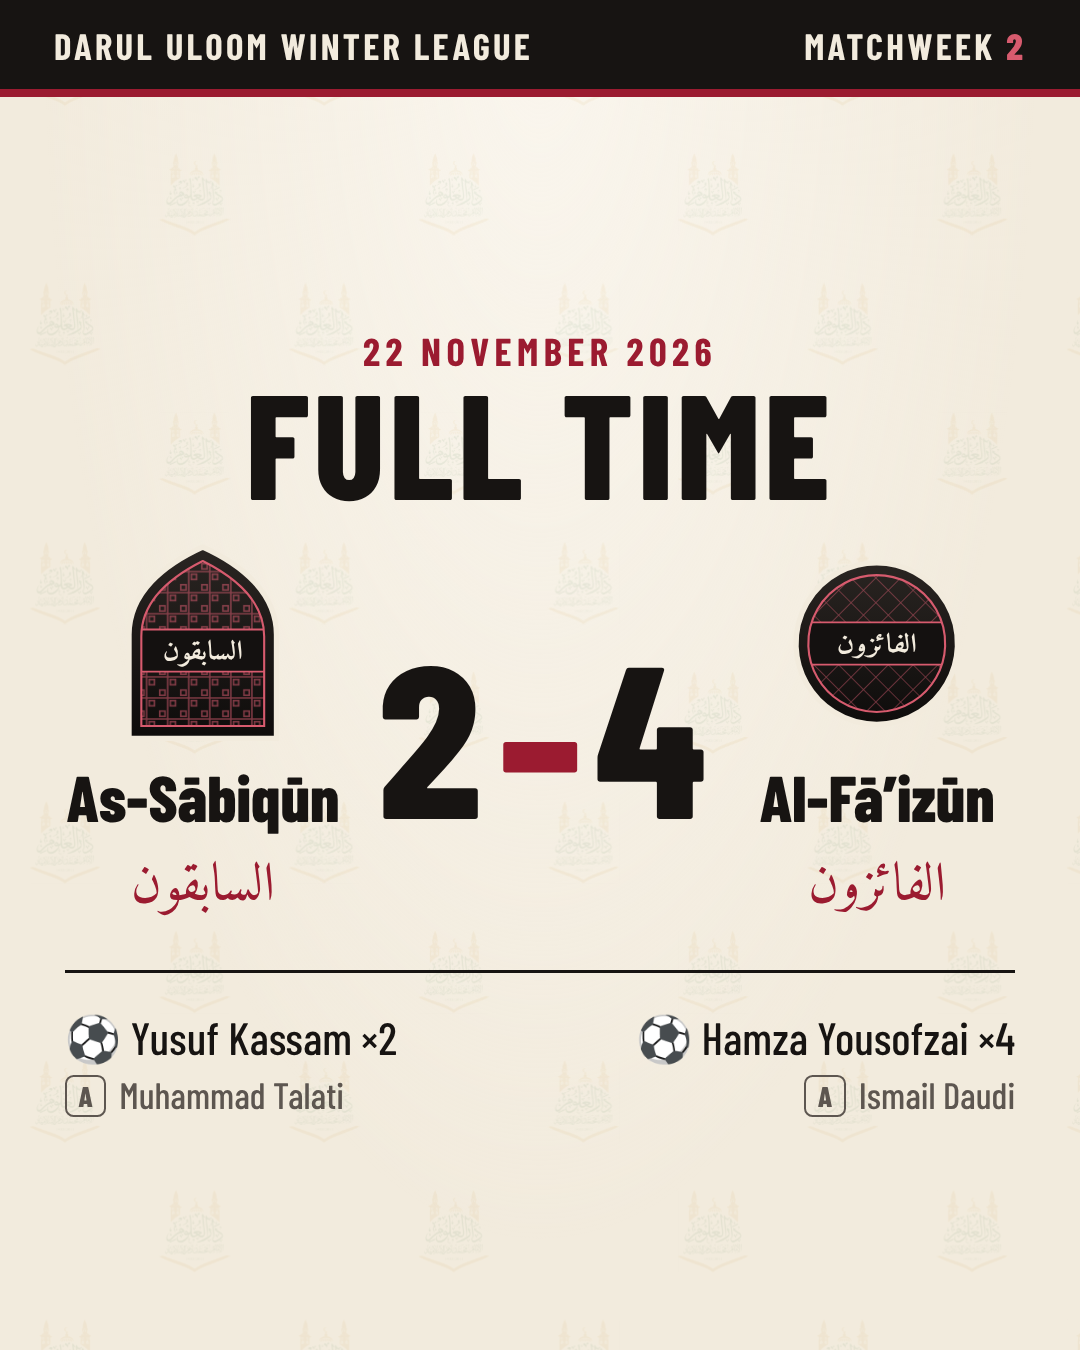 DARUL ULOOM WINTER LEAGUE
MATCHWEEK 2
22 NOVEMBER 2026
FULL TIME
السابقون
الفائزون
2-4
As-Sābiqūn
Al-Fā’izūn
السابقون
الفائزون
Yusuf Kassam ×2
Hamza Yousofzai ×4
A Muhammad Talati
A Ismail Daudi